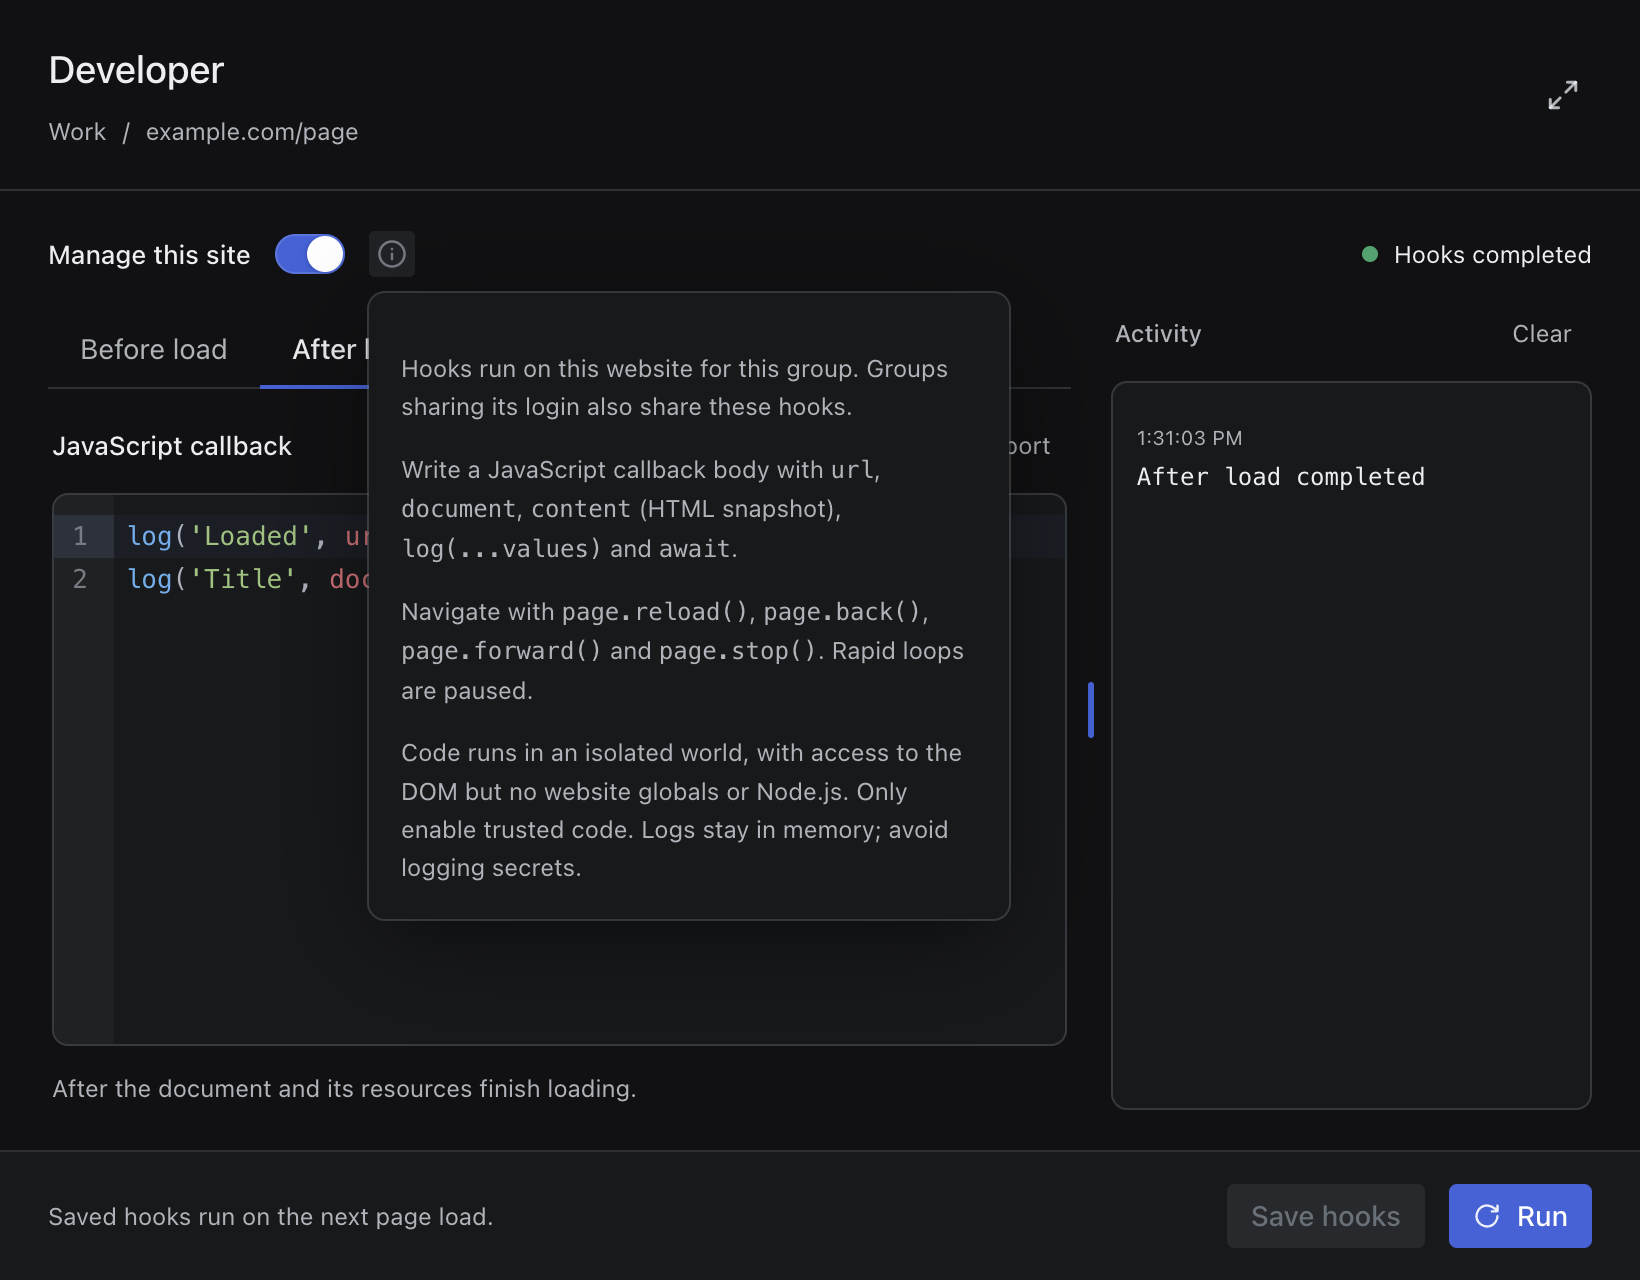 Developer
Work / example.com/page
Manage this site
Hooks completed
Before load
After
JavaScript callback
1 log('Loaded',
2 log('Title',
Hooks run on this website for this group. Groups
sharing its login also share these hooks.
Write a JavaScript callback body with url,
document, content (HTML snapshot),
log(...values) and await.
Navigate with page.reload(), page.back(),
page.forward() and page.stop(). Rapid loops
are paused.
Code runs in an isolated world, with access to the
DOM but no website globals or Node.js. Only
enable trusted code. Logs stay in memory; avoid
logging secrets.
After the document and its resources finish loading.
Activity
Clear
1:31:03 PM
After load completed
Saved hooks run on the next page load.
Save hooks
Run